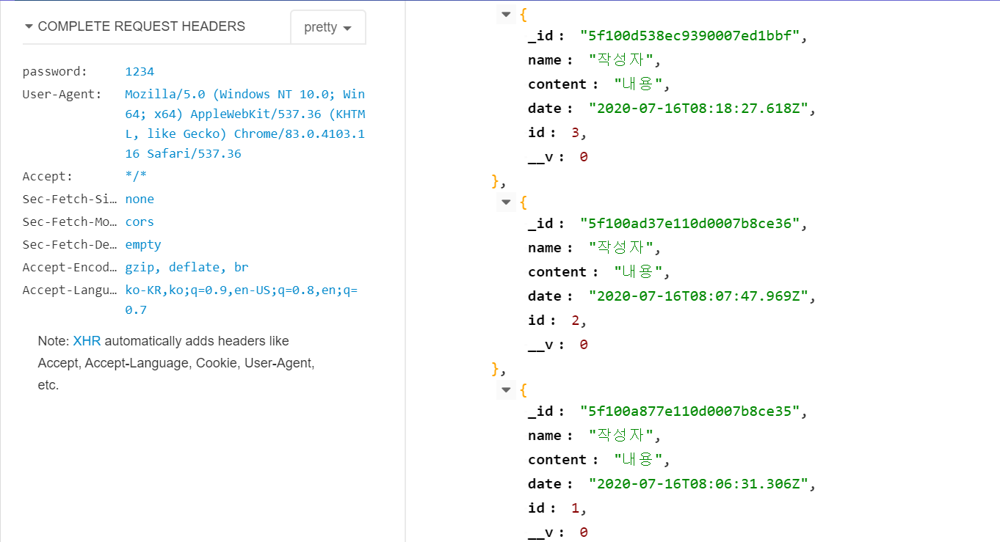 COMPLETE REQUEST HEADERS
pretty
password: 1234
User-Agent: Mozilla/5.0 (Windows NT 10.0; Win
64; x64) AppleWebKit/537.36 (KHTM
L, like Gecko) Chrome/83.0.4103.1
16 Safari/537.36
Accept: */*
Sec-Fetch-Si… none
Sec-Fetch-Mo… cors
Sec-Fetch-De… empty
Accept-Encod… gzip, deflate, br
Accept-Langu… ko-KR,ko;q=0.9,en-US;q=0.8,en;q=
0.7
Note: XHR automatically adds headers like
Accept, Accept-Language, Cookie, User-Agent,
etc.
{
_id : "5f100d538ec9390007ed1bbf",
name : "작성자",
content : "내용",
date : "2020-07-16T08:18:27.618Z",
id : 3,
__v : 0
},
{
_id : "5f100ad37e110d0007b8ce36",
name : "작성자",
content : "내용",
date : "2020-07-16T08:07:47.969Z",
id : 2,
__v : 0
},
{
_id : "5f100a877e110d0007b8ce35",
name : "작성자",
content : "내용",
date : "2020-07-16T08:06:31.306Z",
id : 1,
__v : 0